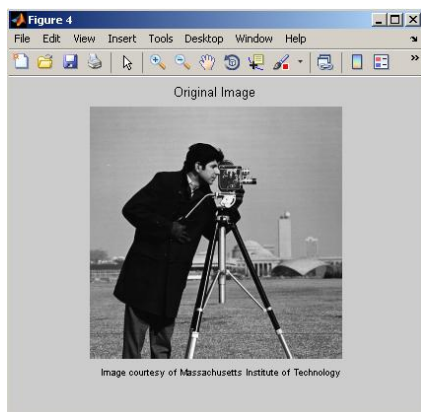 Figure 4
File Edit View Insert Tools Desktop Window Help
Original Image
Image courtesy of Massachusetts Institute of Technology